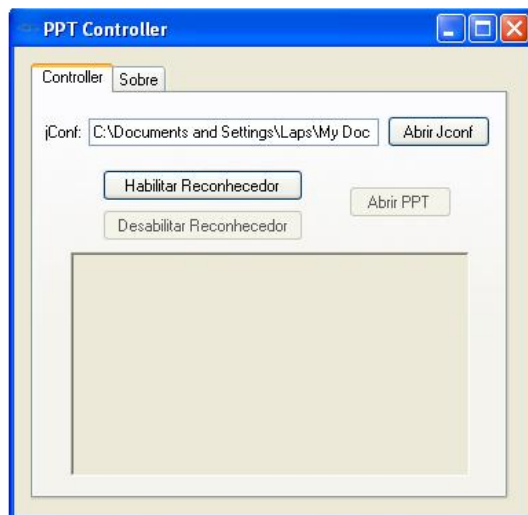 PPT Controller
Controller Sobre
jConf: C:\Documents and Settings\Laps\My Doc Abrir Jconf
Habilitar Reconhecedor
Abrir PPT
Desabilitar Reconhecedor